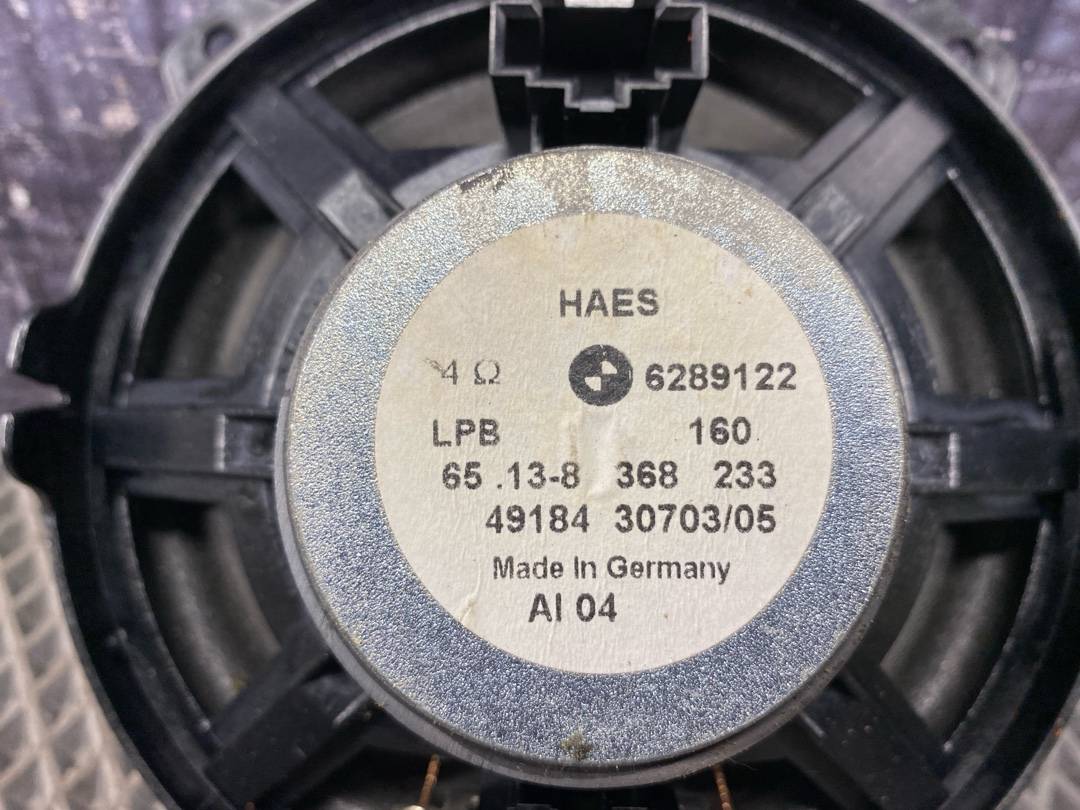 HAES
4 Ω 6289122
LPB 160
65 .13-8 368 233
49184 30703/05
Made In Germany
AI 04